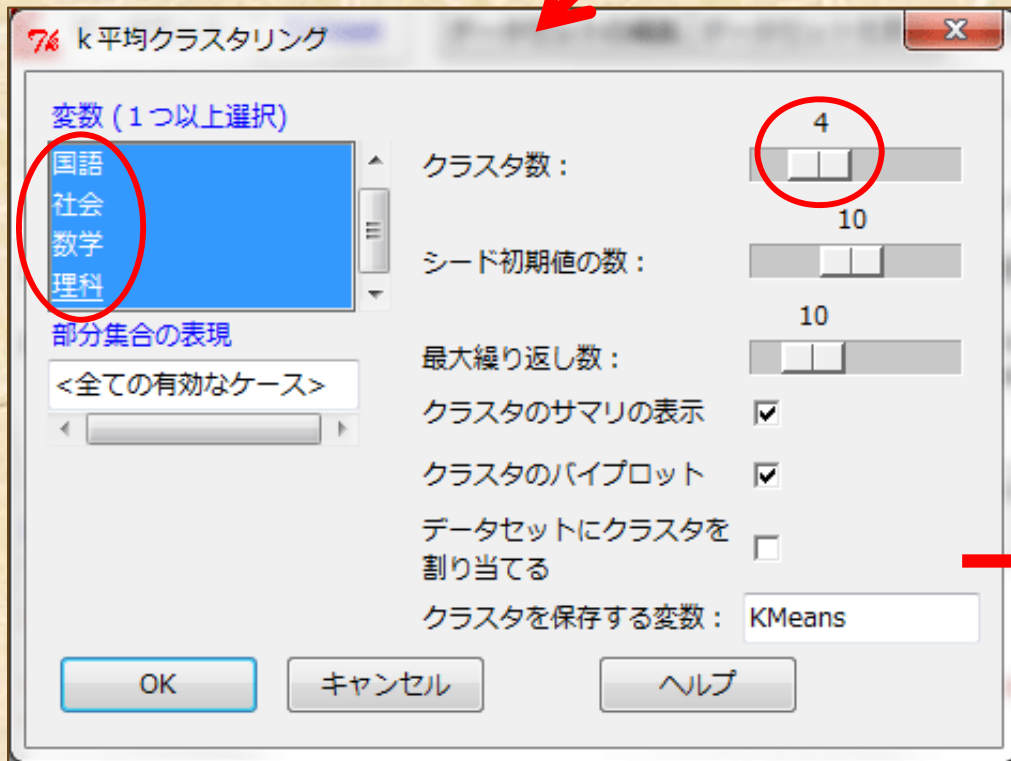 k平均クラスタリング
変数 (1つ以上選択)
国語
社会
数学
理科
部分集合の表現
<全ての有効なケース>
4
クラスタ数:
10
シード初期値の数:
10
最大繰り返し数:
クラスタのサマリの表示
クラスタのバイプロット
データセットにクラスタを
割り当てる
クラスタを保存する変数: KMeans
OK キャンセル ヘルプ